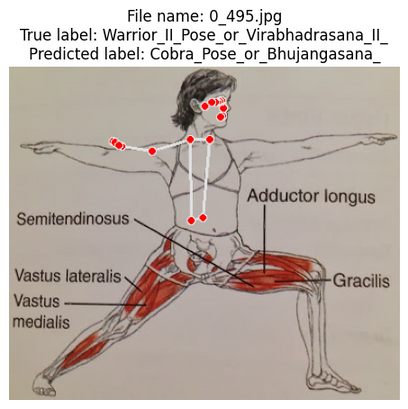 File name: 0_495.jpg
True label: Warrior_II_Pose_or_Virabhadrasana_II_
Predicted label: Cobra_Pose_or_Bhujangasana_
Adductor longus
Semitendinosus
Vastus lateralis
Gracilis
Vastus
medialis